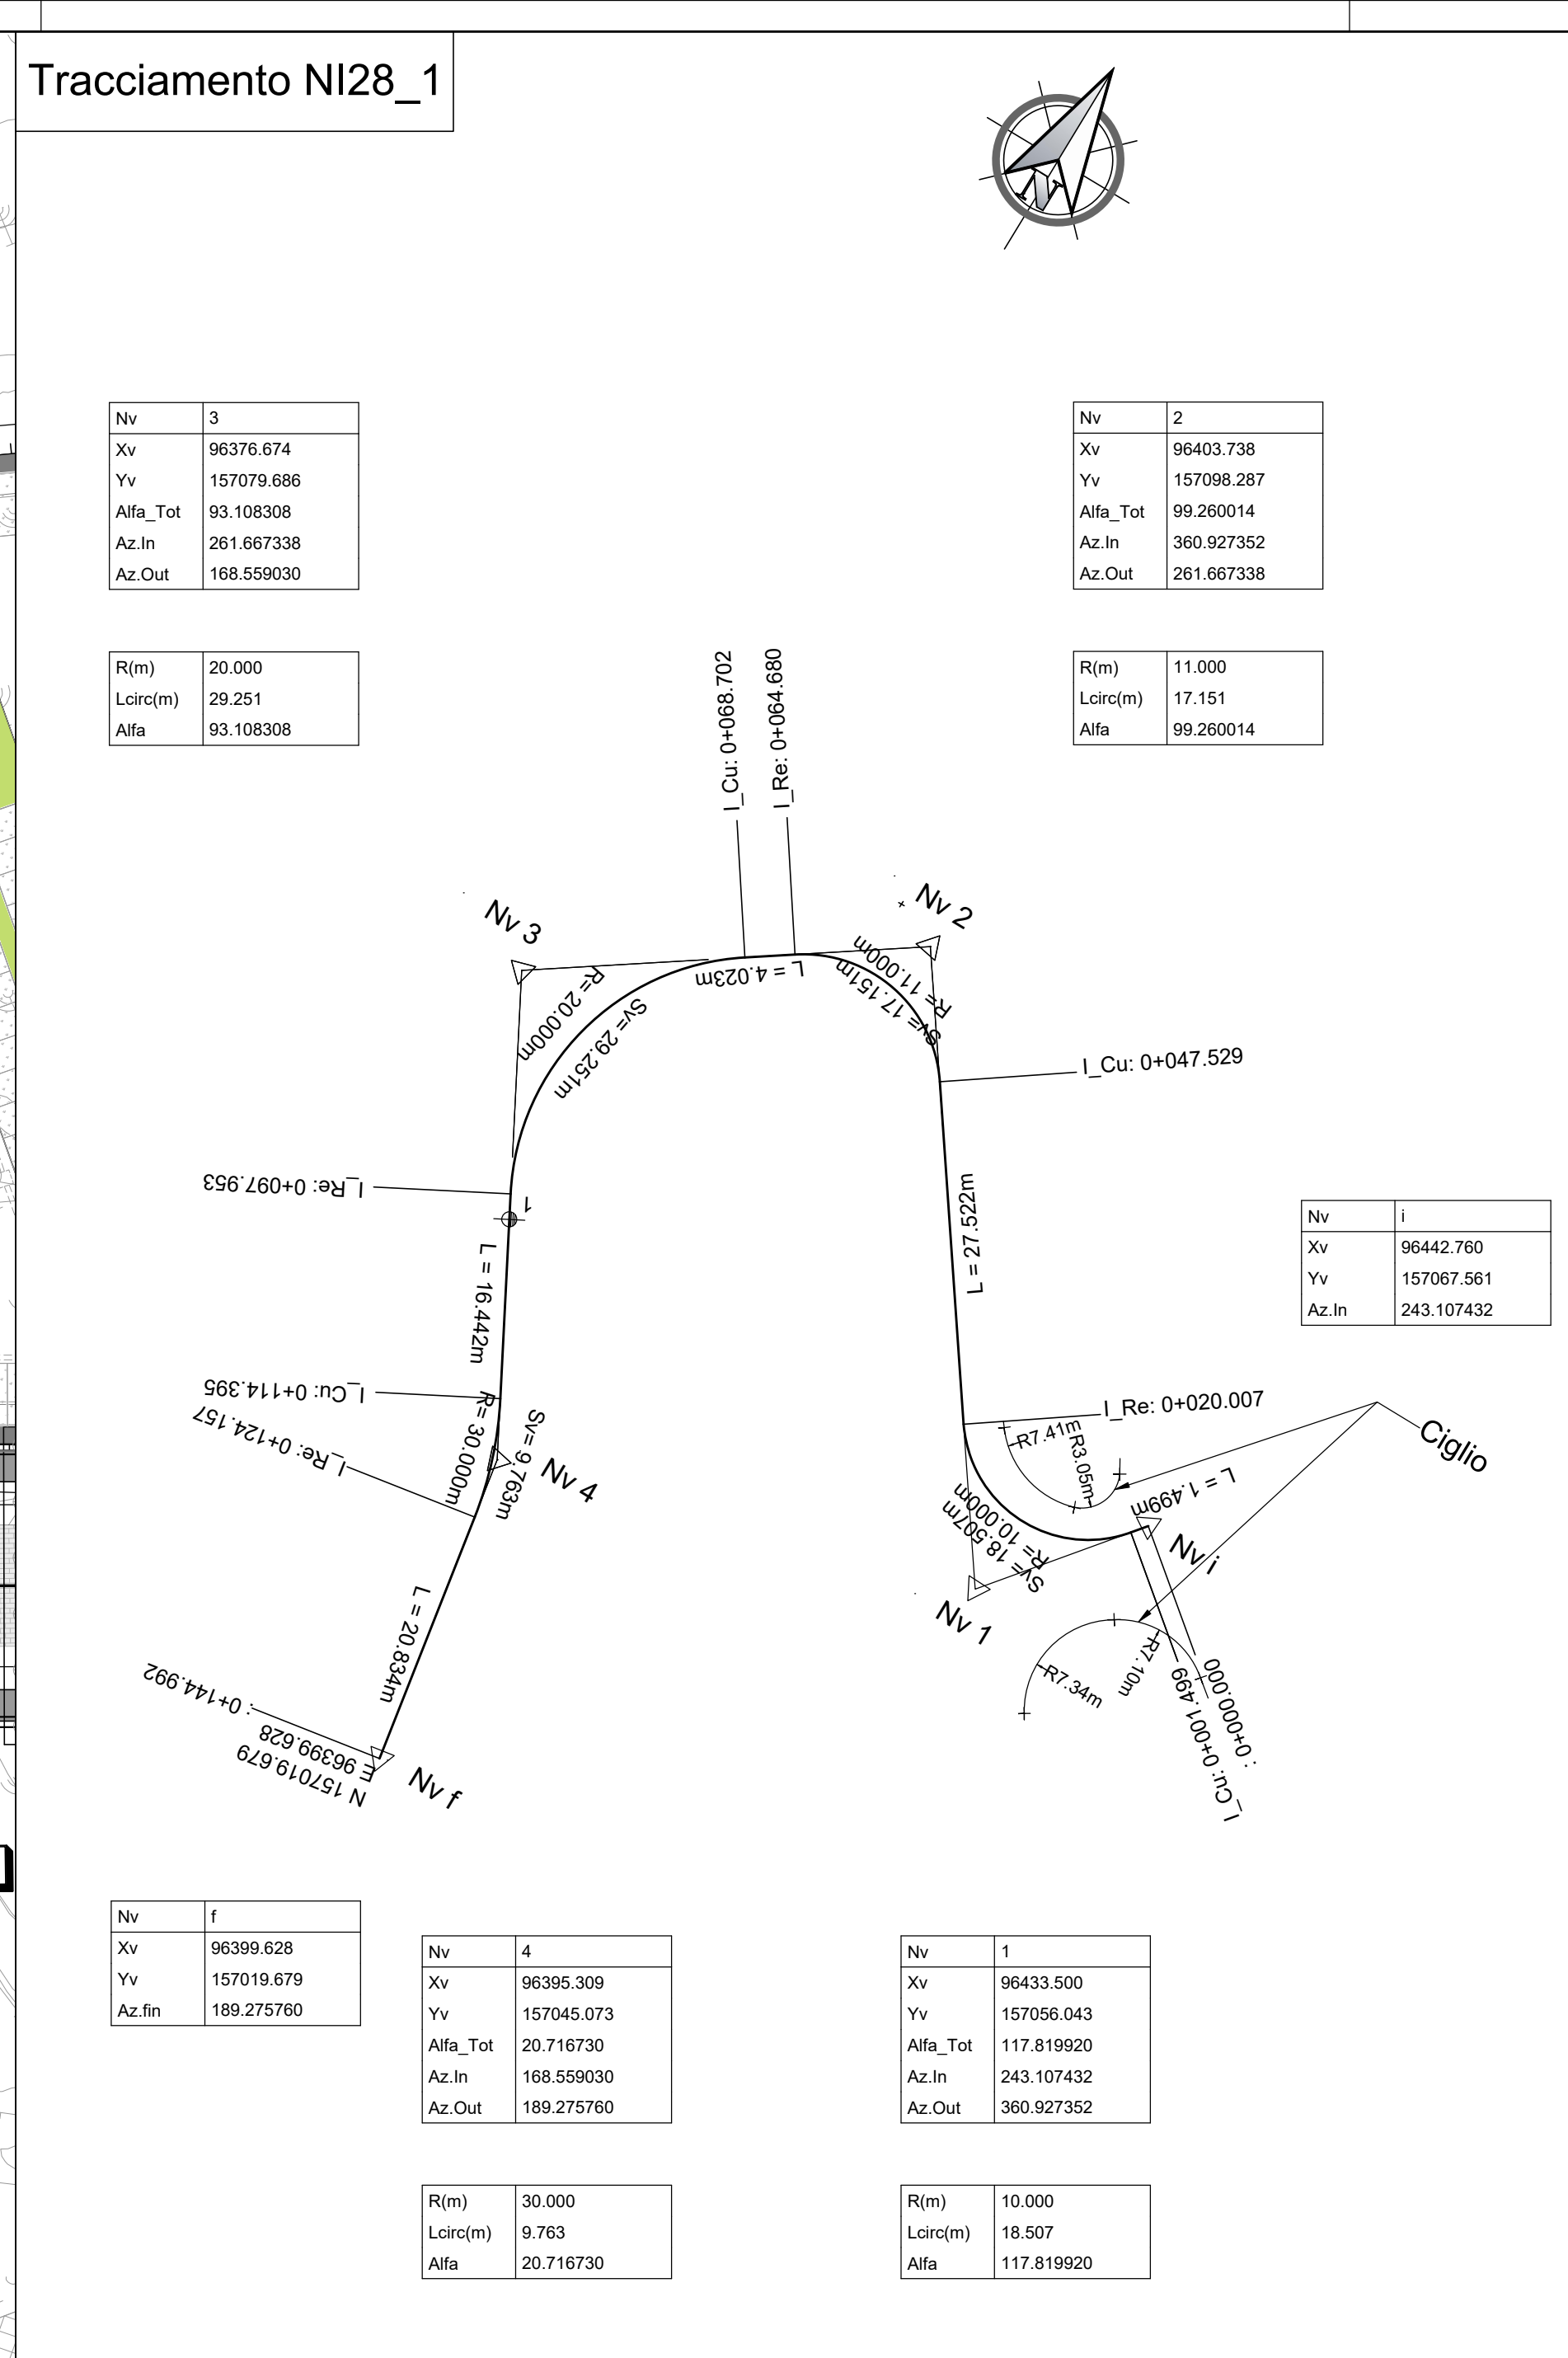 Tracciamento NI28_1
N
Nv 3
Xv 96376.674
Yv 157079.686
Alfa_Tot 93.108308
Az.In 261.667338
Az.Out 168.559030
R(m) 20.000
Lcirc(m) 29.251
Alfa 93.108308
Nv 2
Xv 96403.738
Yv 157098.287
Alfa_Tot 99.260014
Az.In 360.927352
Az.Out 261.667338
R(m) 11.000
Lcirc(m) 17.151
Alfa 99.260014
I_Cu: 0+068.702
I_Re: 0+064.680
Nv 3
Nv 2
R= 20.000m
Sv= 29.251m
L = 4.023m
R= 11.000m
Sv= 17.151m
I_Cu: 0+047.529
I_Re: 0+097.953
1
L = 16.442m
L = 27.522m
Nv i
Xv 96442.760
Yv 157067.561
Az.In 243.107432
I_Cu: 0+114.395
I_Re: 0+124.157
R= 30.000m
Sv= 9.763m
Nv 4
I_Re: 0+020.007
R7.41m
R3.05m
Ciglio
L = 1.499m
R= 10.000m
Sv= 18.507m
Nv i
Nv 1
R7.34m
R7.10m
I_Cu: 0+001.499
: 0+000.000
L = 20.834m
: 0+144.992
E 96399.628
N 157019.679
Nv f
Nv f
Xv 96399.628
Yv 157019.679
Az.fin 189.275760
Nv 4
Xv 96395.309
Yv 157045.073
Alfa_Tot 20.716730
Az.In 168.559030
Az.Out 189.275760
R(m) 30.000
Lcirc(m) 9.763
Alfa 20.716730
Nv 1
Xv 96433.500
Yv 157056.043
Alfa_Tot 117.819920
Az.In 243.107432
Az.Out 360.927352
R(m) 10.000
Lcirc(m) 18.507
Alfa 117.819920